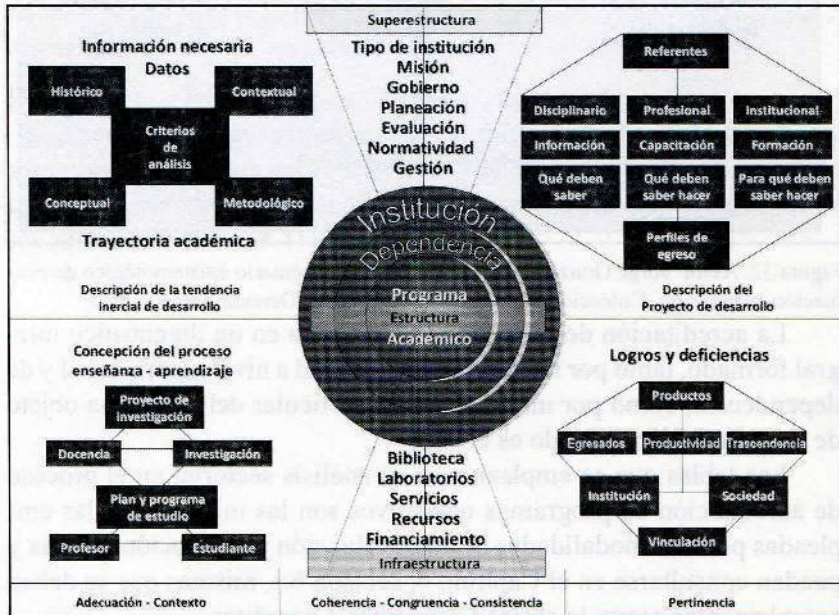 Superestructura
Información necesaria
Datos
Histórico
Contextual
Criterios
de
análisis
Conceptual
Metodológico
Trayectoria académica
Descripción de la tendencia
inercial de desarrollo
Tipo de institución
Misión
Gobierno
Planeación
Evaluación
Normatividad
Gestión
Institución
Dependencia
Programa
Estructura
Académico
Referentes
Disciplinario
Profesional
Institucional
Información
Capacitación
Formación
Qué deben
saber
Qué deben
saber hacer
Para qué deben
saber hacer
Perfiles de
egreso
Descripción del
Proyecto de desarrollo
Concepción del proceso
enseñanza - aprendizaje
Proyecto de
investigación
Docencia
Investigación
Plan y programa
de estudio
Profesor
Estudiante
Adecuación - Contexto
Biblioteca
Laboratorios
Servicios
Recursos
Financiamiento
Infraestructura
Coherencia - Congruencia - Consistencia
Logros y deficiencias
Productos
Egresados
Productividad
Trascendencia
Institución
Sociedad
Vinculación
Pertinencia